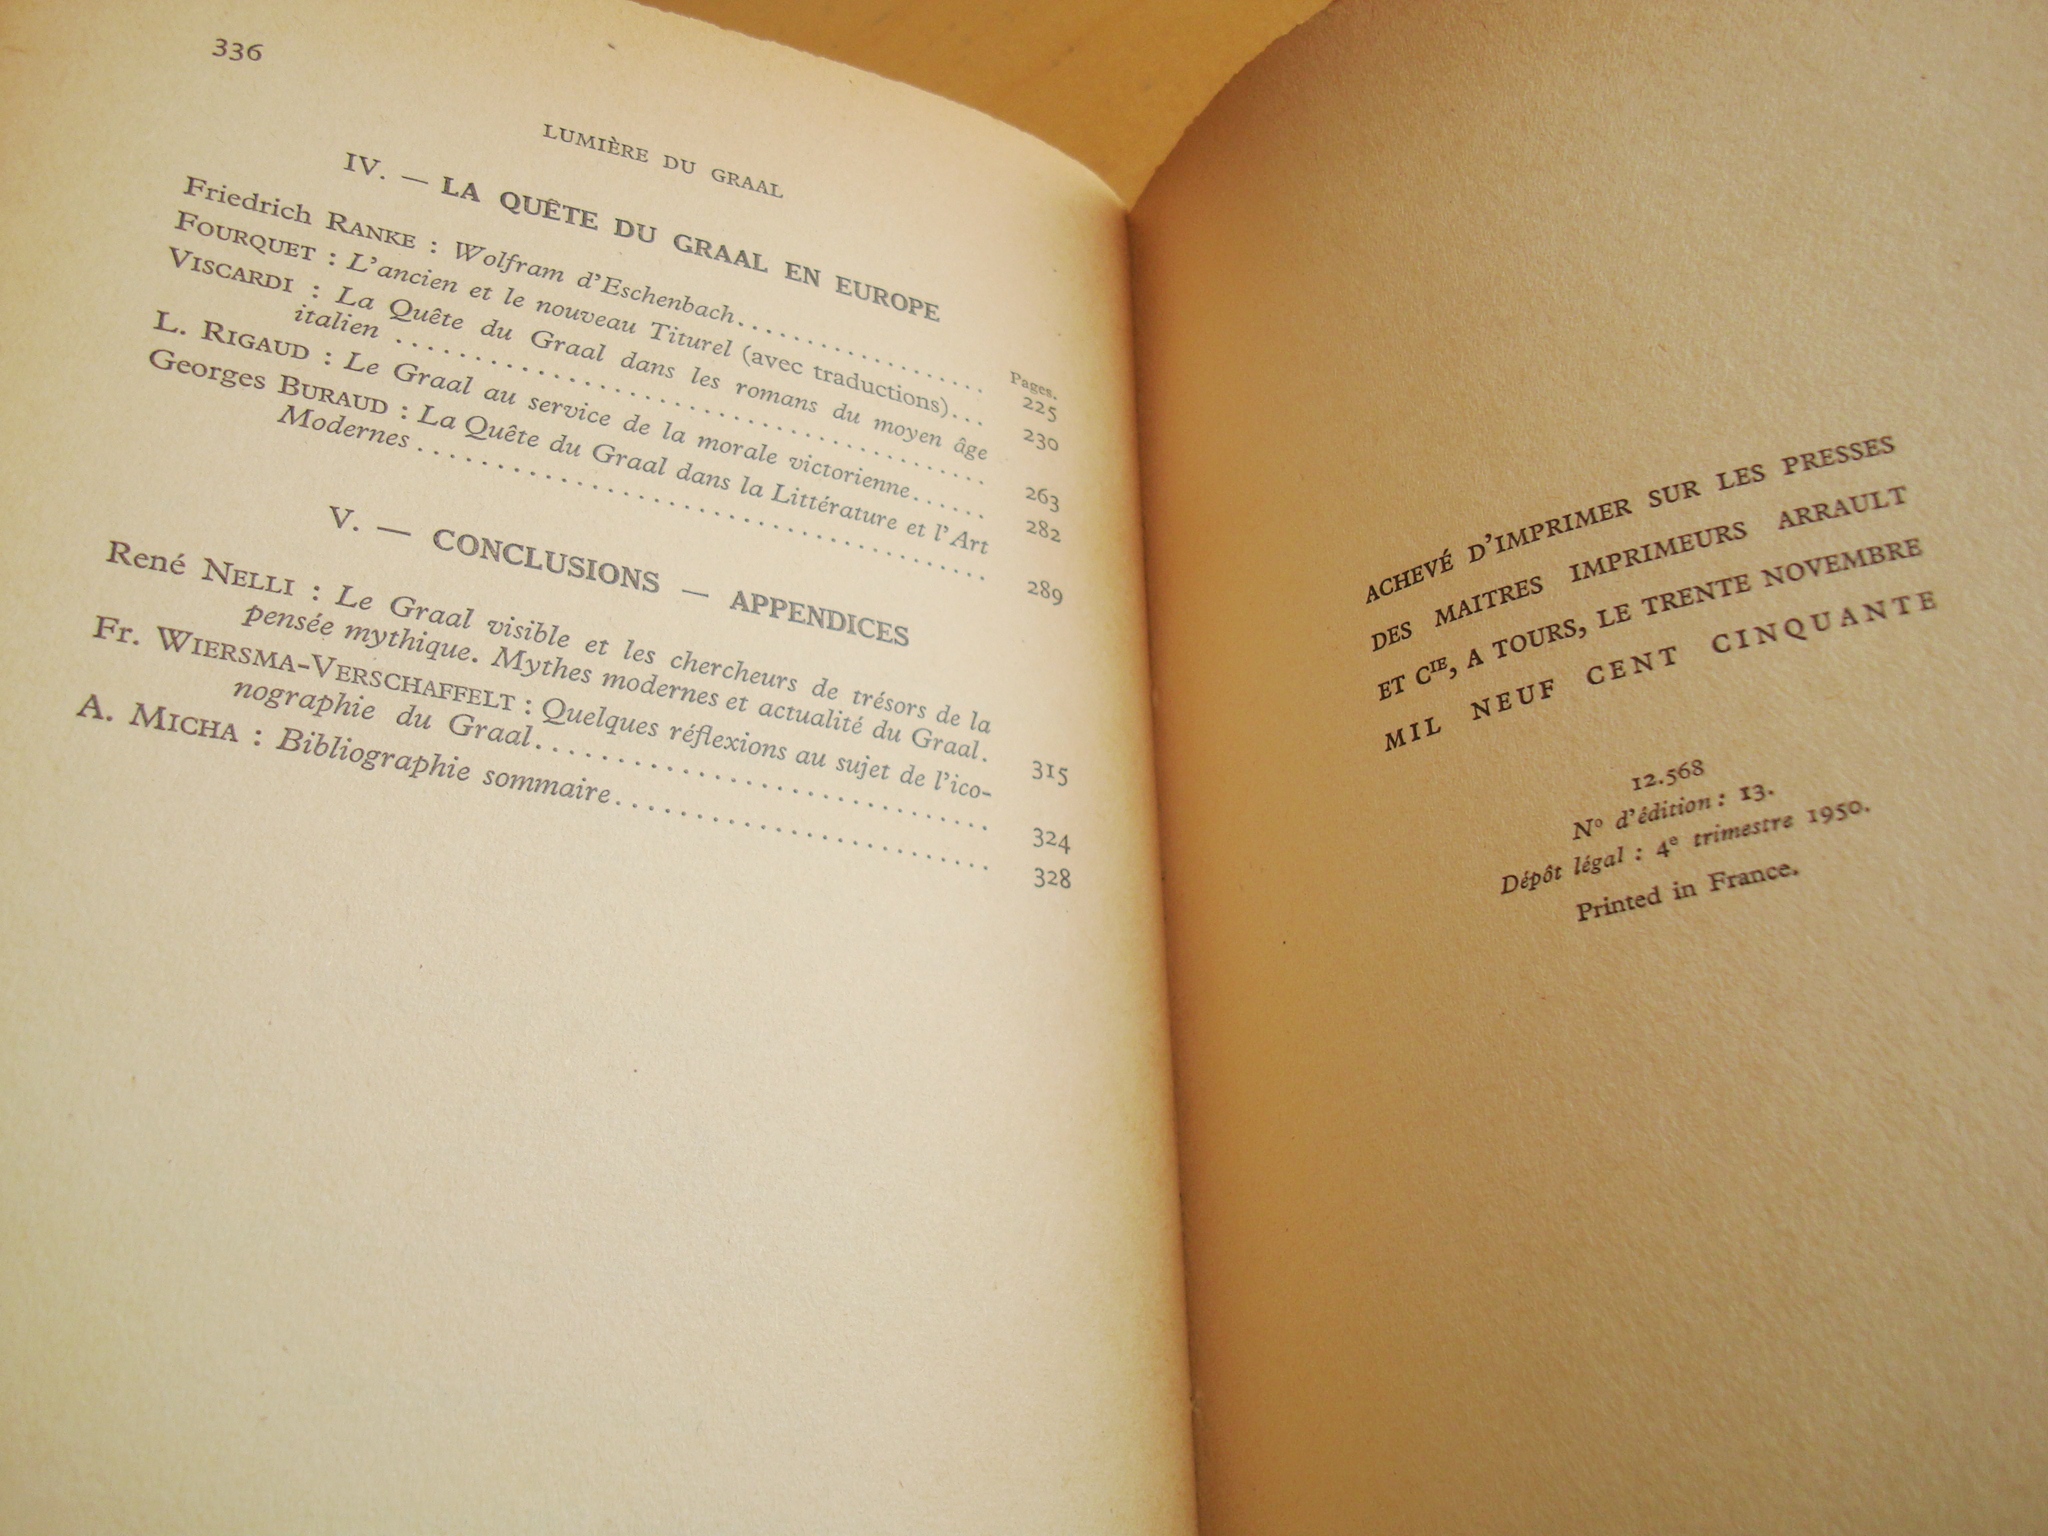 336
LUMIÈRE DU GRAAL
IV. — LA QUÊTE DU GRAAL EN EUROPE
Pages.
Friedrich RANKE : Wolfram d'Eschenbach.................... 225
FOURQUET : L'ancien et le nouveau Titurel (avec traductions)... 230
VISCARDI : La Quête du Graal dans les romans du moyen âge
italien ........................................ 263
L. RIGAUD : Le Graal au service de la morale victorienne...... 282
Georges BURAUD : La Quête du Graal dans la Littérature et l'Art
Modernes........................................ 289
V. — CONCLUSIONS — APPENDICES
René NELLI : Le Graal visible et les chercheurs de trésors de la
pensée mythique. Mythes modernes et actualité du Graal. 315
Fr. WIERSMA-VERSCHAFFELT : Quelques réflexions au sujet de l'ico-
nographie du Graal.............................. 324
A. MICHA : Bibliographie sommaire......................... 328
ACHEVÉ D'IMPRIMER SUR LES PRESSES
DES MAITRES IMPRIMEURS ARRAULT
ET CIE, A TOURS, LE TRENTE NOVEMBRE
MIL NEUF CENT CINQUANTE
12.568
N° d'édition : 13.
Dépôt légal : 4e trimestre 1950.
Printed in France.